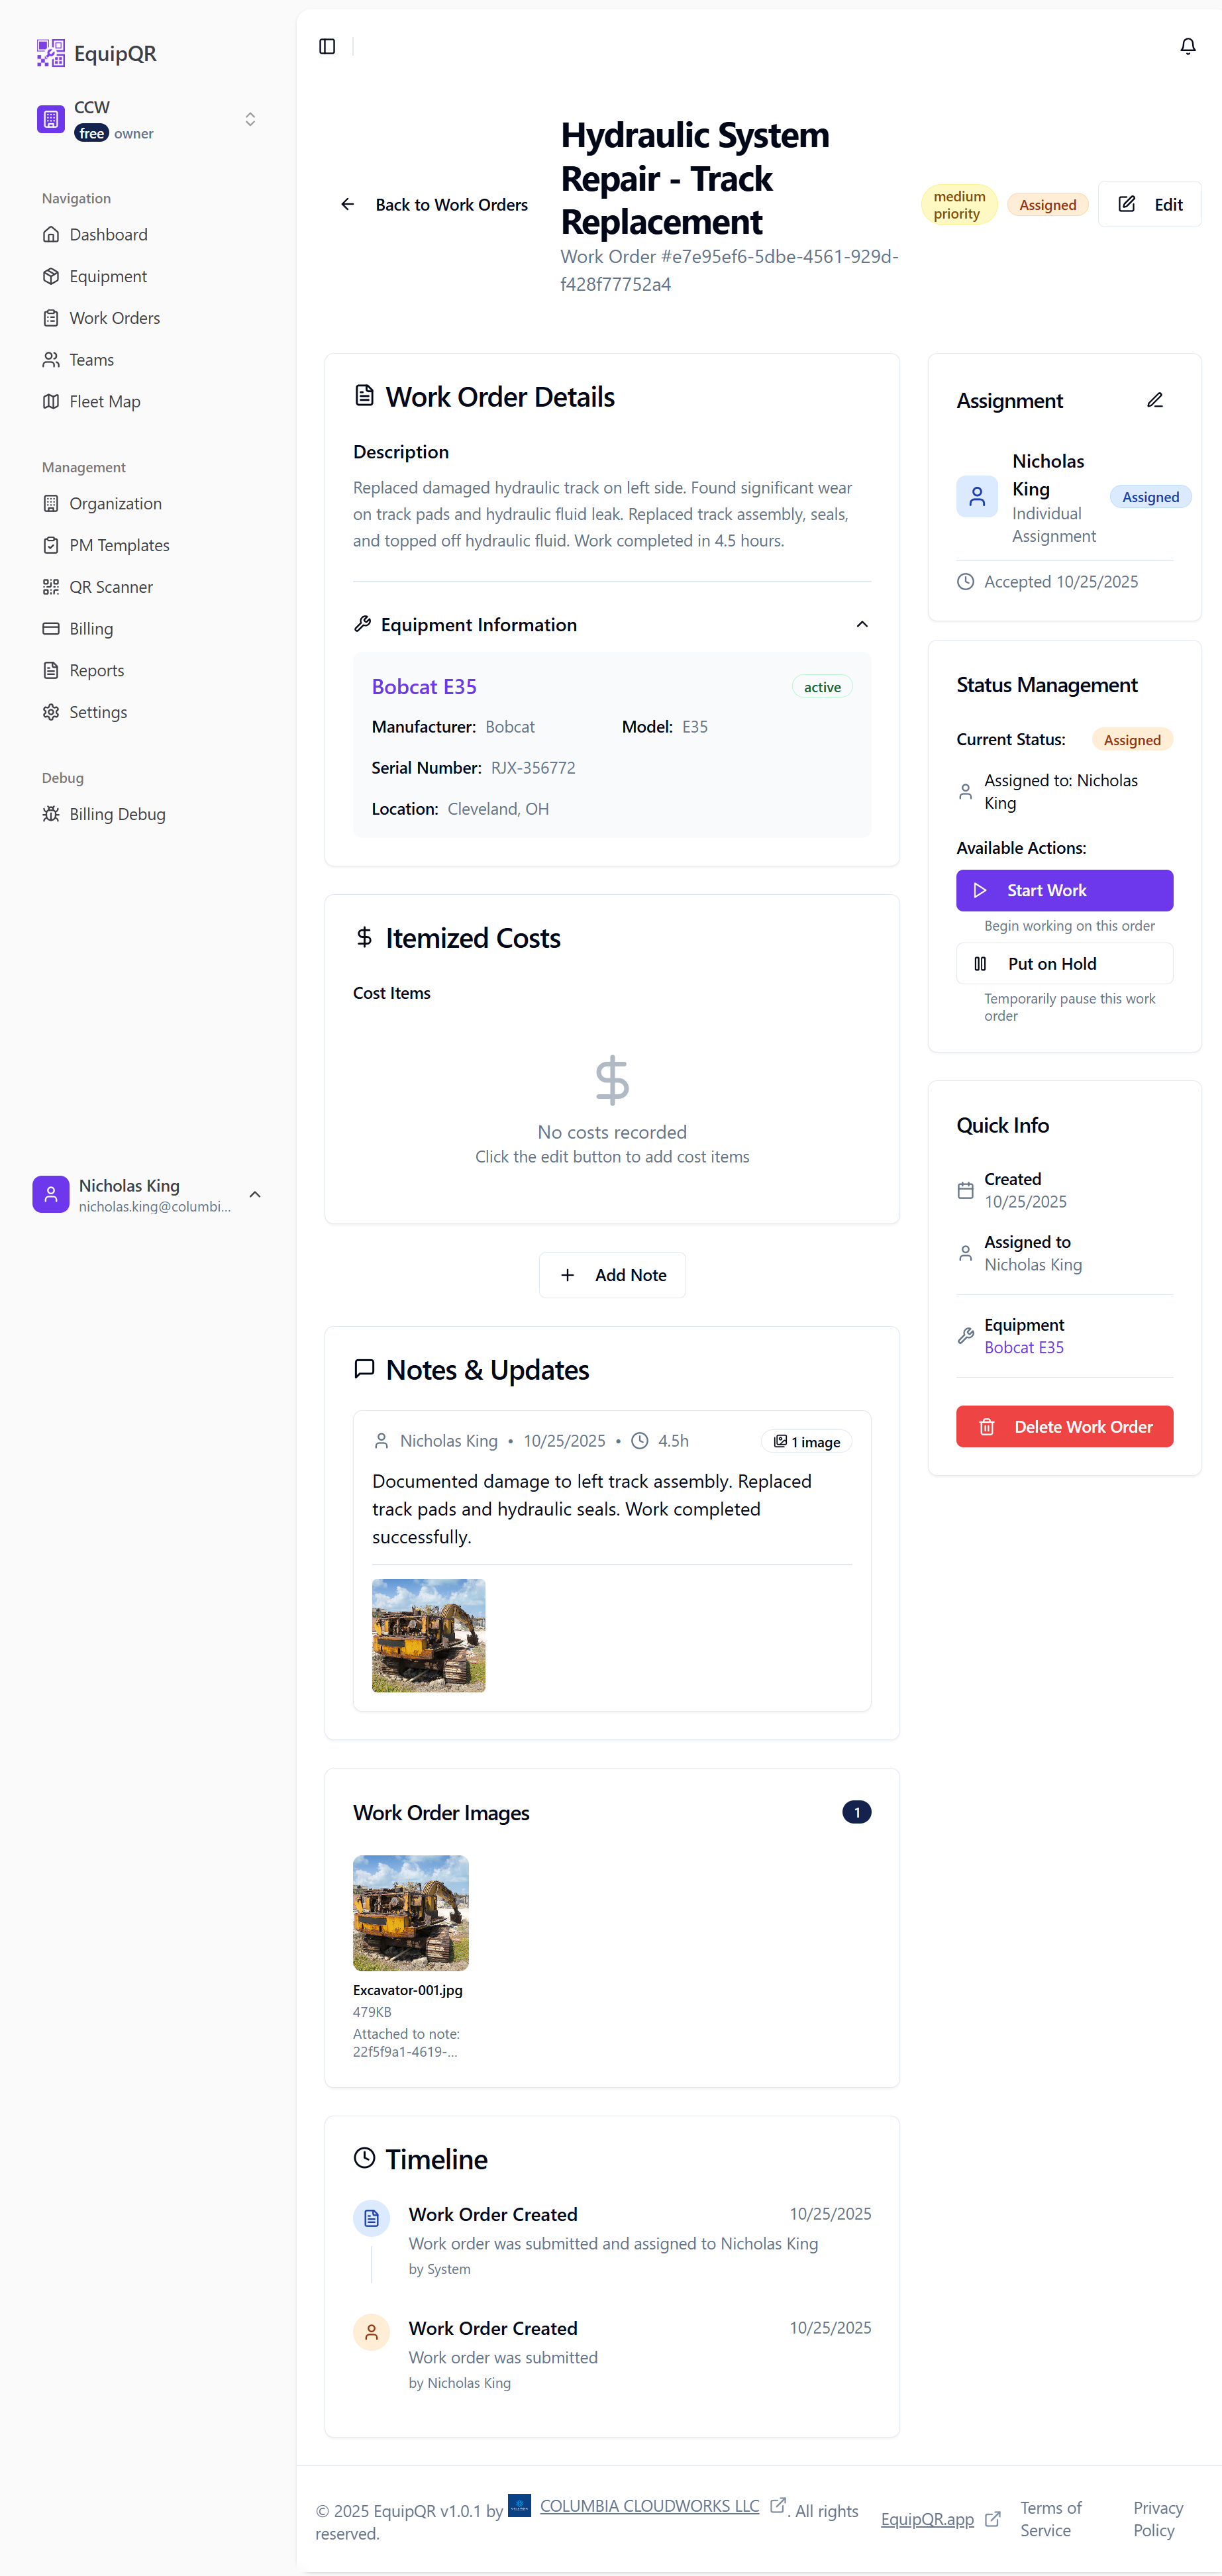 EquipQR
CCW
free owner
Navigation
Dashboard
Equipment
Work Orders
Teams
Fleet Map
Management
Organization
PM Templates
QR Scanner
Billing
Reports
Settings
Debug
Billing Debug
Nicholas King
nicholas.king@columbi...
Back to Work Orders
Hydraulic System
Repair - Track
Replacement
Work Order #e7e95ef6-5dbe-4561-929d-
f428f77752a4
medium
priority
Assigned
Edit
Work Order Details
Description
Replaced damaged hydraulic track on left side. Found significant wear
on track pads and hydraulic fluid leak. Replaced track assembly, seals,
and topped off hydraulic fluid. Work completed in 4.5 hours.
Equipment Information
Bobcat E35
active
Manufacturer: Bobcat
Model: E35
Serial Number: RJX-356772
Location: Cleveland, OH
Itemized Costs
Cost Items
No costs recorded
Click the edit button to add cost items
Add Note
Notes & Updates
Nicholas King • 10/25/2025 • 4.5h
1 image
Documented damage to left track assembly. Replaced
track pads and hydraulic seals. Work completed
successfully.
Work Order Images
1
Excavator-001.jpg
479KB
Attached to note:
22f5f9a1-4619-...
Timeline
Work Order Created
10/25/2025
Work order was submitted and assigned to Nicholas King
by System
Work Order Created
10/25/2025
Work order was submitted
by Nicholas King
Assignment
Nicholas
King
Individual
Assignment
Assigned
Accepted 10/25/2025
Status Management
Current Status:
Assigned
Assigned to: Nicholas
King
Available Actions:
Start Work
Begin working on this order
Put on Hold
Temporarily pause this work
order
Quick Info
Created
10/25/2025
Assigned to
Nicholas King
Equipment
Bobcat E35
Delete Work Order
© 2025 EquipQR v1.0.1 by COLUMBIA CLOUDWORKS LLC . All rights
reserved.
EquipQR.app
Terms of
Service
Privacy
Policy